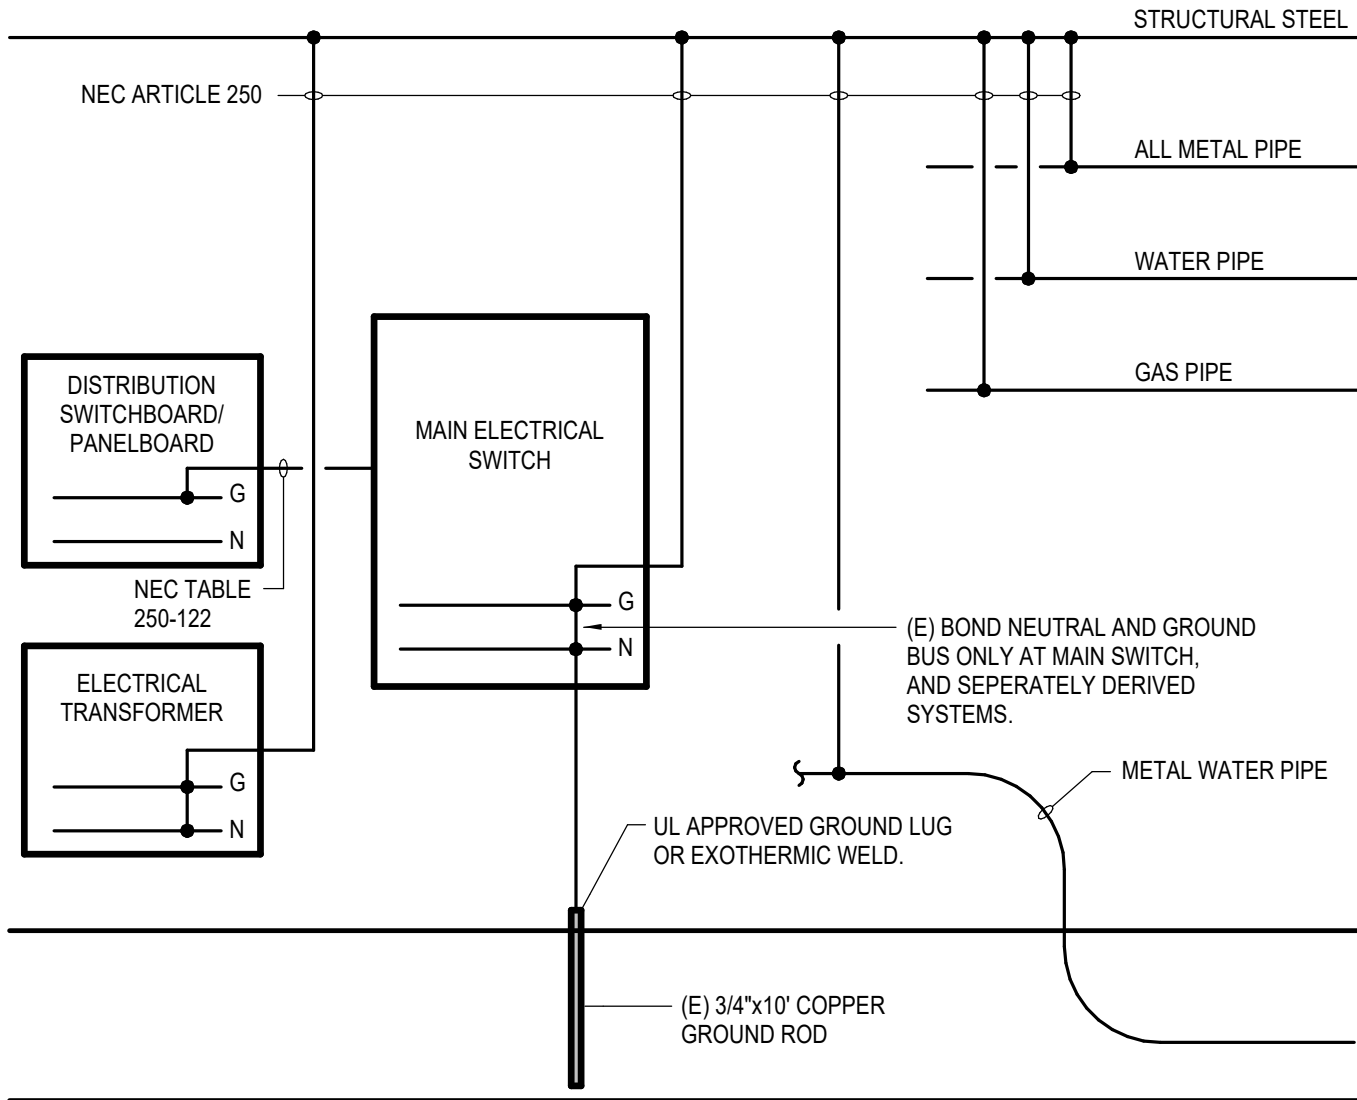 STRUCTURAL STEEL
NEC ARTICLE 250
ALL METAL PIPE
WATER PIPE
GAS PIPE
DISTRIBUTION
SWITCHBOARD/
PANELBOARD
G
N
MAIN ELECTRICAL
SWITCH
G
N
NEC TABLE
250-122
(E) BOND NEUTRAL AND GROUND
BUS ONLY AT MAIN SWITCH,
AND SEPERATELY DERIVED
SYSTEMS.
ELECTRICAL
TRANSFORMER
G
N
METAL WATER PIPE
UL APPROVED GROUND LUG
OR EXOTHERMIC WELD.
(E) 3/4"x10' COPPER
GROUND ROD